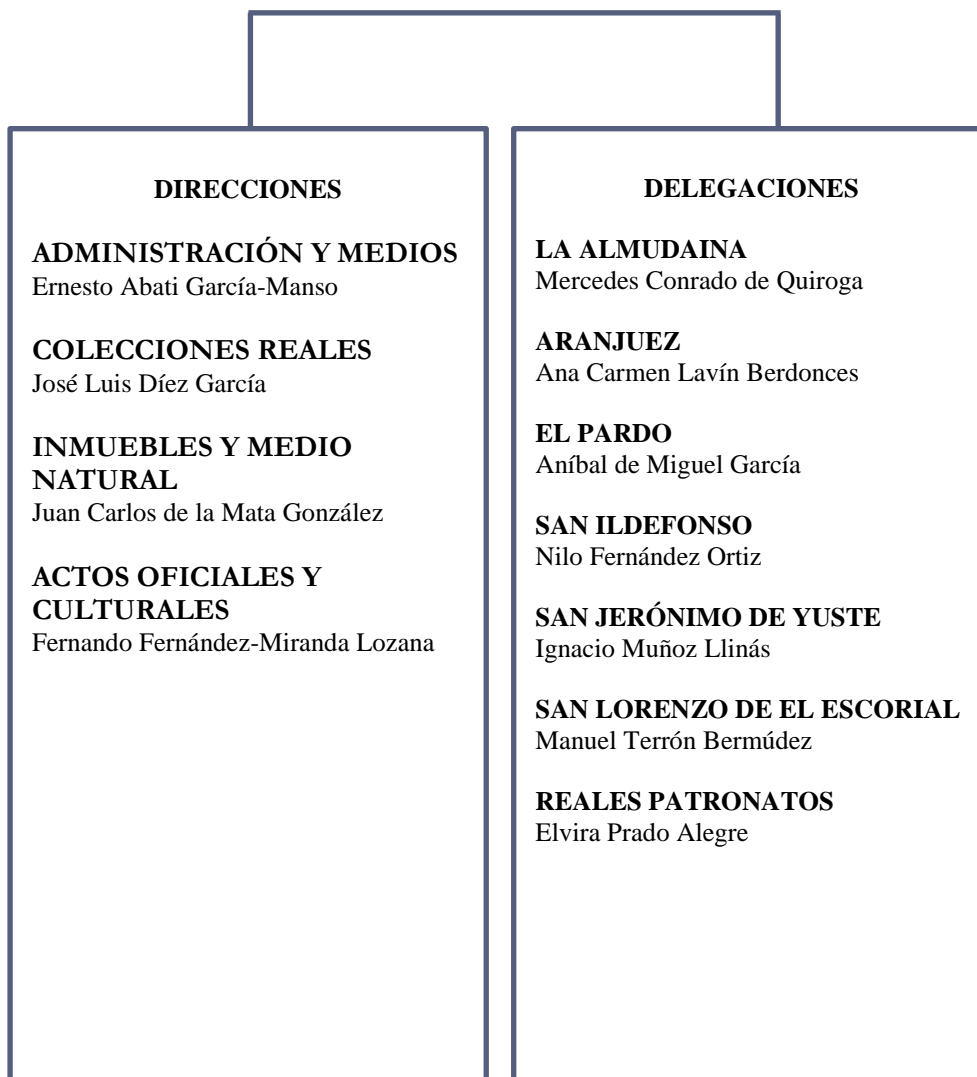 DIRECCIONES
ADMINISTRACIÓN Y MEDIOS
Ernesto Abati García-Manso
COLECCIONES REALES
José Luis Díez García
INMUEBLES Y MEDIO
NATURAL
Juan Carlos de la Mata González
ACTOS OFICIALES Y
CULTURALES
Fernando Fernández-Miranda Lozana
DELEGACIONES
LA ALMUDAINA
Mercedes Conrado de Quiroga
ARANJUEZ
Ana Carmen Lavín Berdonces
EL PARDO
Aníbal de Miguel García
SAN ILDEFONSO
Nilo Fernández Ortiz
SAN JERÓNIMO DE YUSTE
Ignacio Muñoz Llinás
SAN LORENZO DE EL ESCORIAL
Manuel Terrón Bermúdez
REALES PATRONATOS
Elvira Prado Alegre